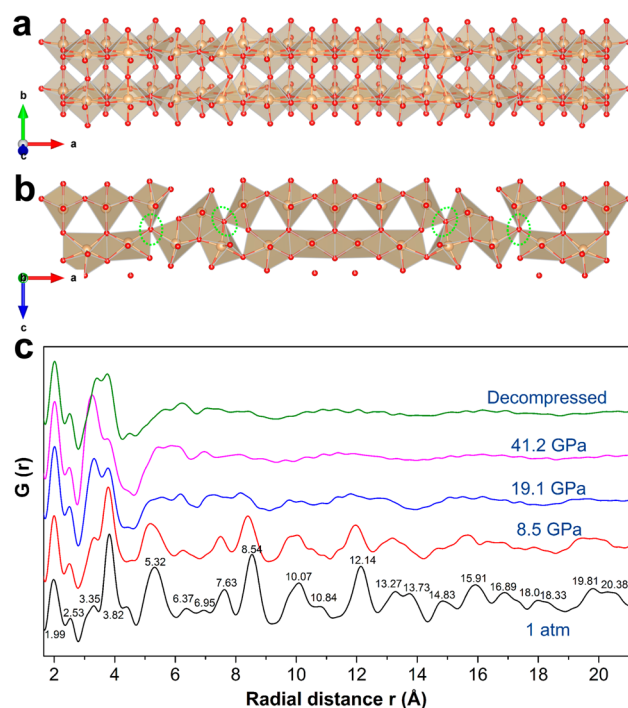 a
b
a
c
b
b
a
c
c
G (r)
Decompressed
41.2 GPa
19.1 GPa
8.5 GPa
1 atm
1.99
2.53
3.35
3.82
4.4
5.32
6.37
6.95
7.63
8.54
10.07
10.84
12.14
13.27
13.73
14.83
15.91
16.89
18.0
18.33
19.81
20.38
2 4 6 8 10 12 14 16 18 20
Radial distance r (Å)